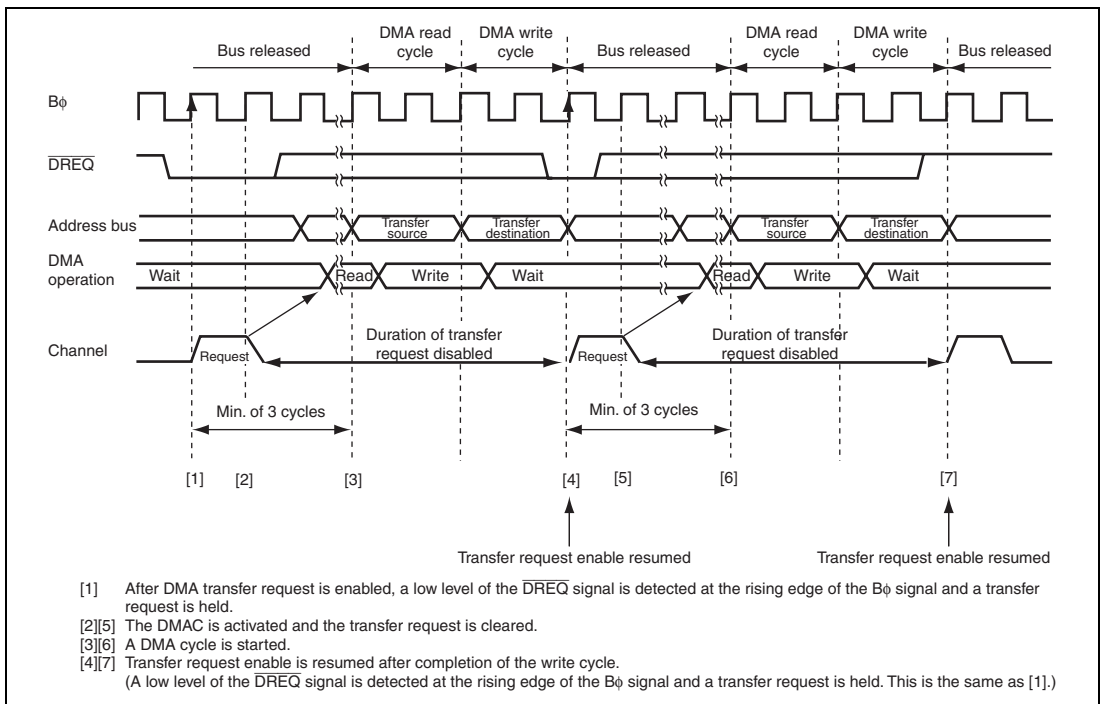 DMA read DMA write DMA read DMA write
Bus released cycle cycle Bus released cycle cycle Bus released
Bφ
DREQ
Address bus Transfer source Transfer destination Transfer source Transfer destination
DMA operation Wait Read Write Wait Read Write Wait
Channel Request Duration of transfer request disabled Request Duration of transfer request disabled
Min. of 3 cycles Min. of 3 cycles
[1] [2] [3] [4] [5] [6] [7]
Transfer request enable resumed Transfer request enable resumed
[1] After DMA transfer request is enabled, a low level of the DREQ signal is detected at the rising edge of the Bφ signal and a transfer
request is held.
[2][5] The DMAC is activated and the transfer request is cleared.
[3][6] A DMA cycle is started.
[4][7] Transfer request enable is resumed after completion of the write cycle.
(A low level of the DREQ signal is detected at the rising edge of the Bφ signal and a transfer request is held. This is the same as [1].)